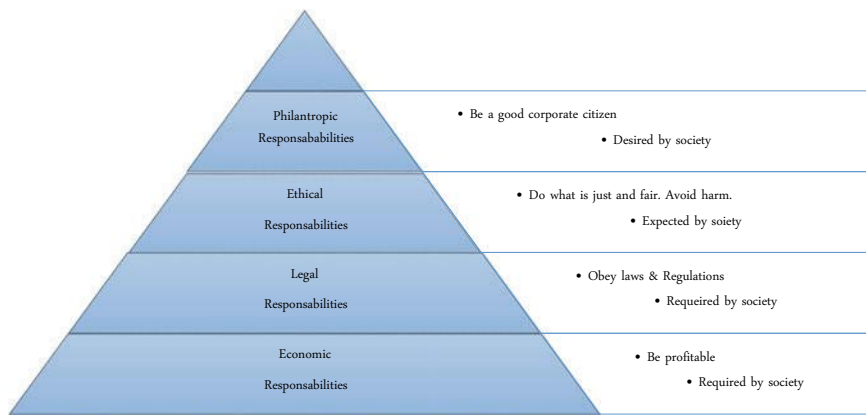 Philantropic
Responsababilities
• Be a good corporate citizen
• Desired by society
Ethical
Responsabilities
• Do what is just and fair. Avoid harm.
• Expected by soiety
Legal
Responsabilities
• Obey laws & Regulations
• Requeired by society
Economic
Responsabilities
• Be profitable
• Required by society